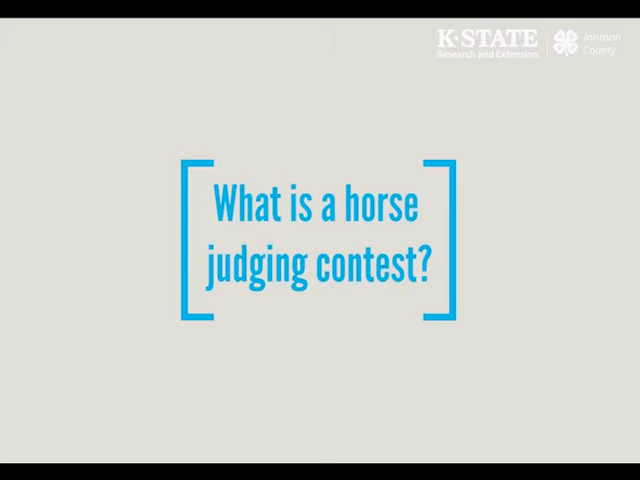 K·STATE
Research and Extension
Johnson
County
What is a horse
judging contest?